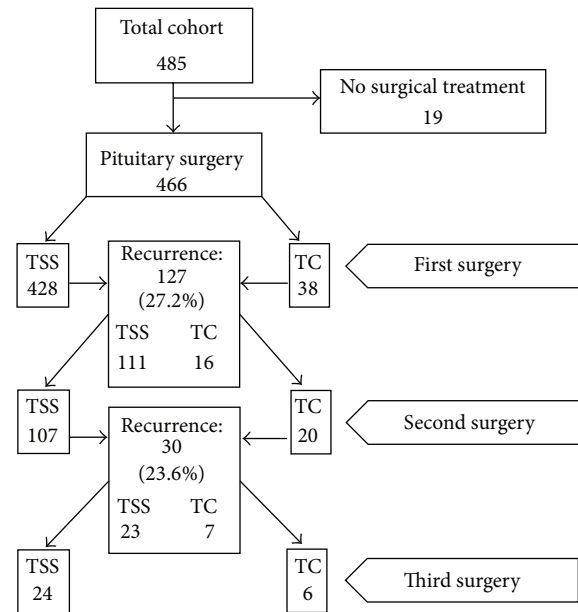 Total cohort
485
No surgical treatment
19
Pituitary surgery
466
TSS
428
Recurrence:
127
(27.2%)
TSS TC
111 16
TC
38
First surgery
TSS
107
Recurrence:
30
(23.6%)
TSS TC
23 7
TC
20
Second surgery
TSS
24
TC
6
Third surgery